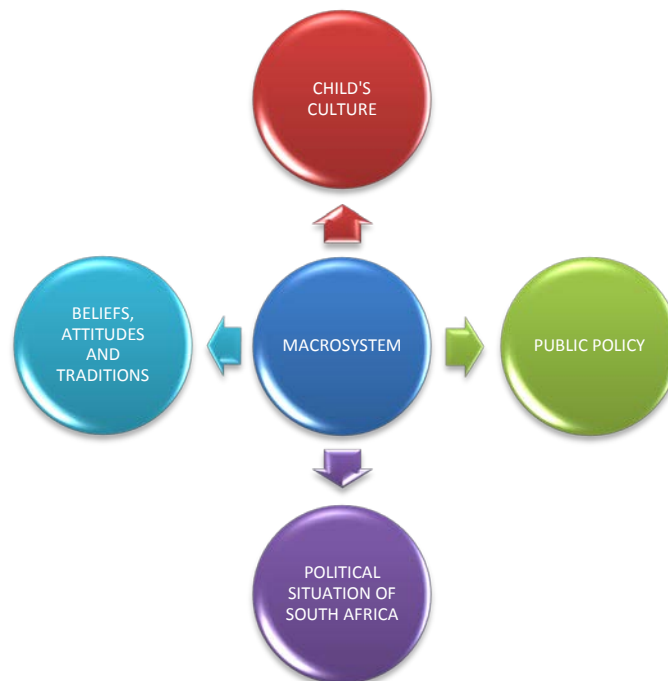 CHILD'S
CULTURE
BELIEFS,
ATTITUDES
AND
TRADITIONS
MACROSYSTEM
PUBLIC POLICY
POLITICAL
SITUATION OF
SOUTH AFRICA